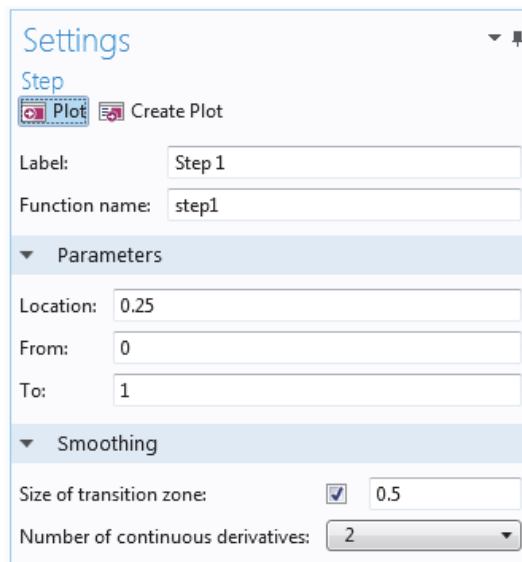 Settings
Step
Plot Create Plot
Label: Step 1
Function name: step1
Parameters
Location: 0.25
From: 0
To: 1
Smoothing
Size of transition zone: 0.5
Number of continuous derivatives: 2